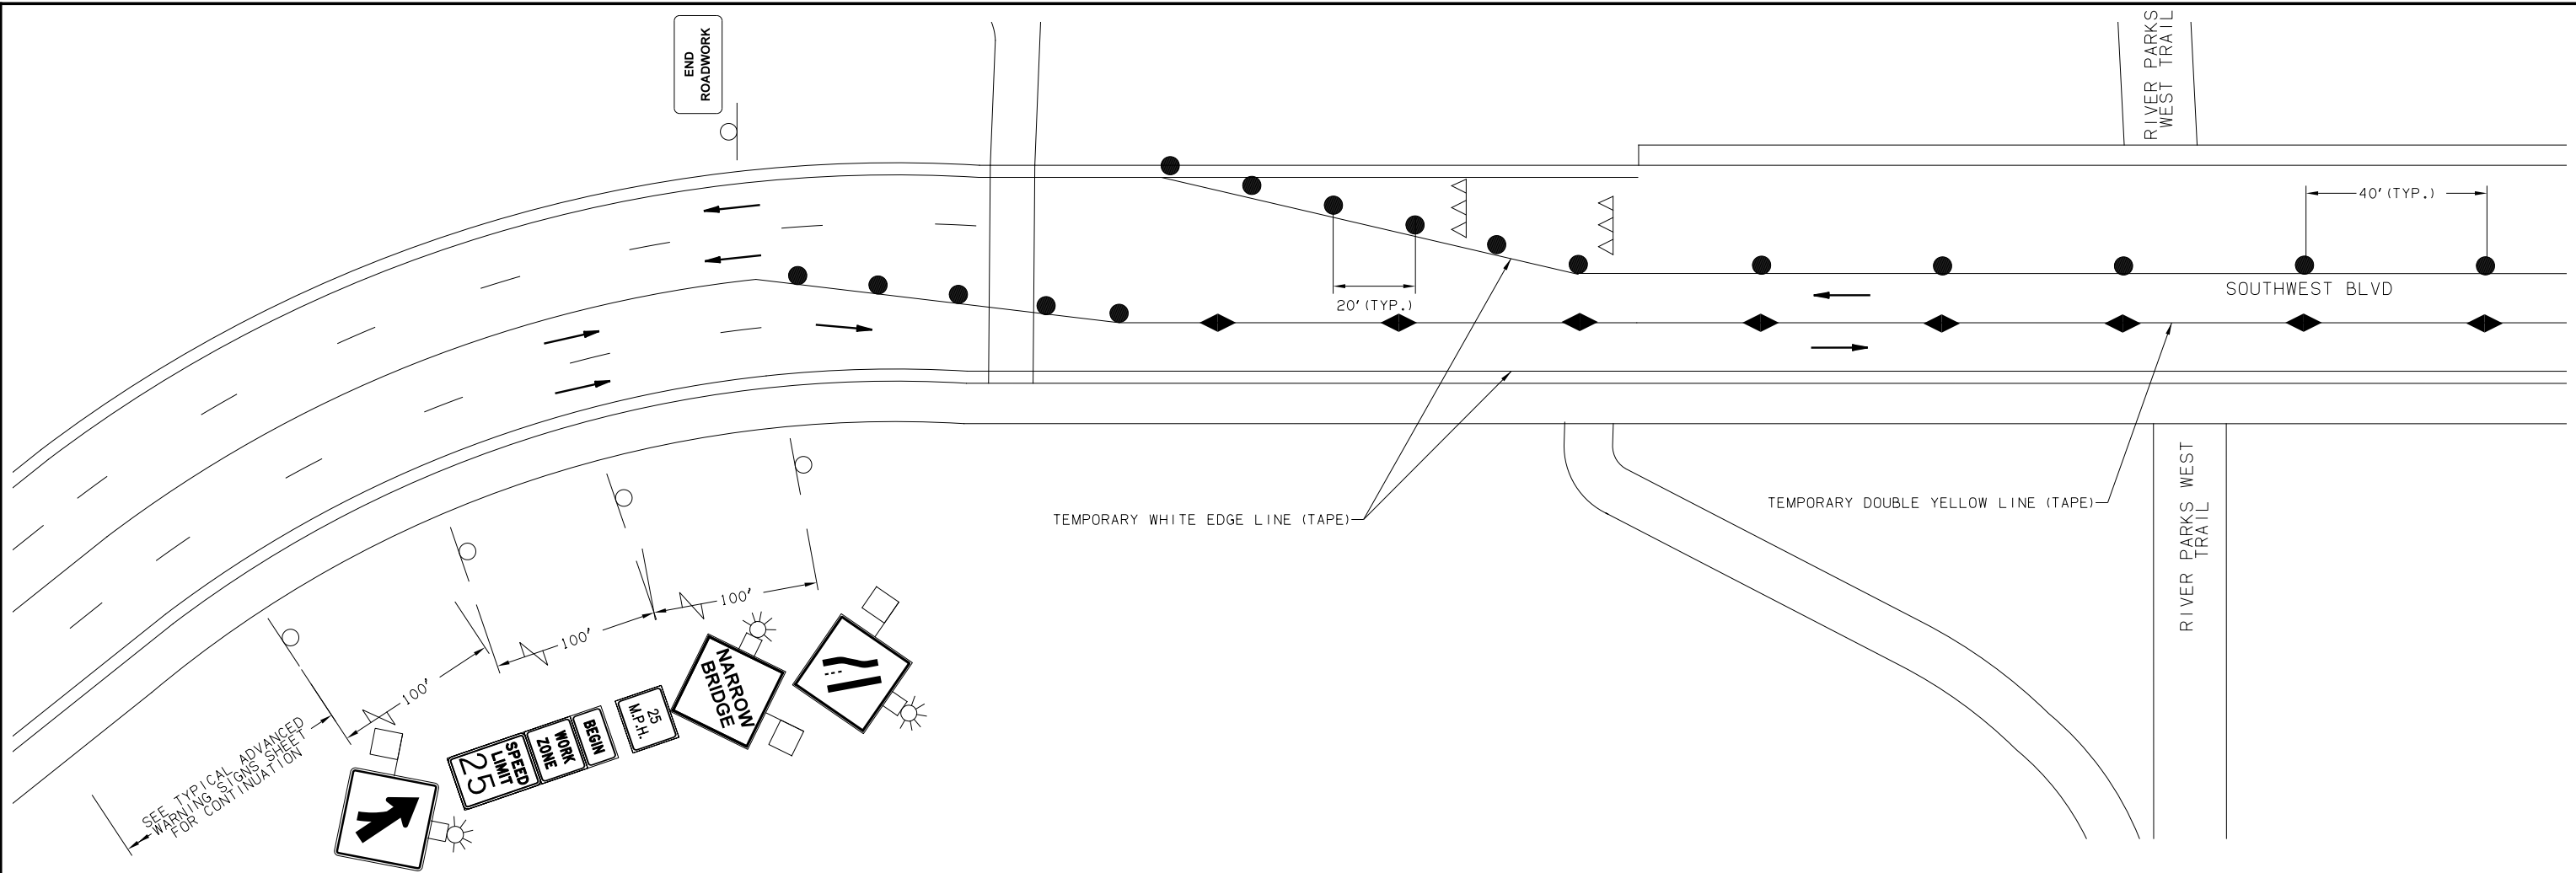 END
ROADWORK
RIVER PARKS
WEST TRAIL
40' (TYP.)
20' (TYP.)
SOUTHWEST BLVD
TEMPORARY WHITE EDGE LINE (TAPE)
TEMPORARY DOUBLE YELLOW LINE (TAPE)
RIVER PARKS WEST
TRAIL
100'
100'
100'
SEE TYPICAL ADVANCED
WARNING SIGNS SHEET
FOR CONTINUATION
BEGIN
WORK
ZONE
SPEED
LIMIT
25
25
M.P.H.
NARROW
BRIDGE